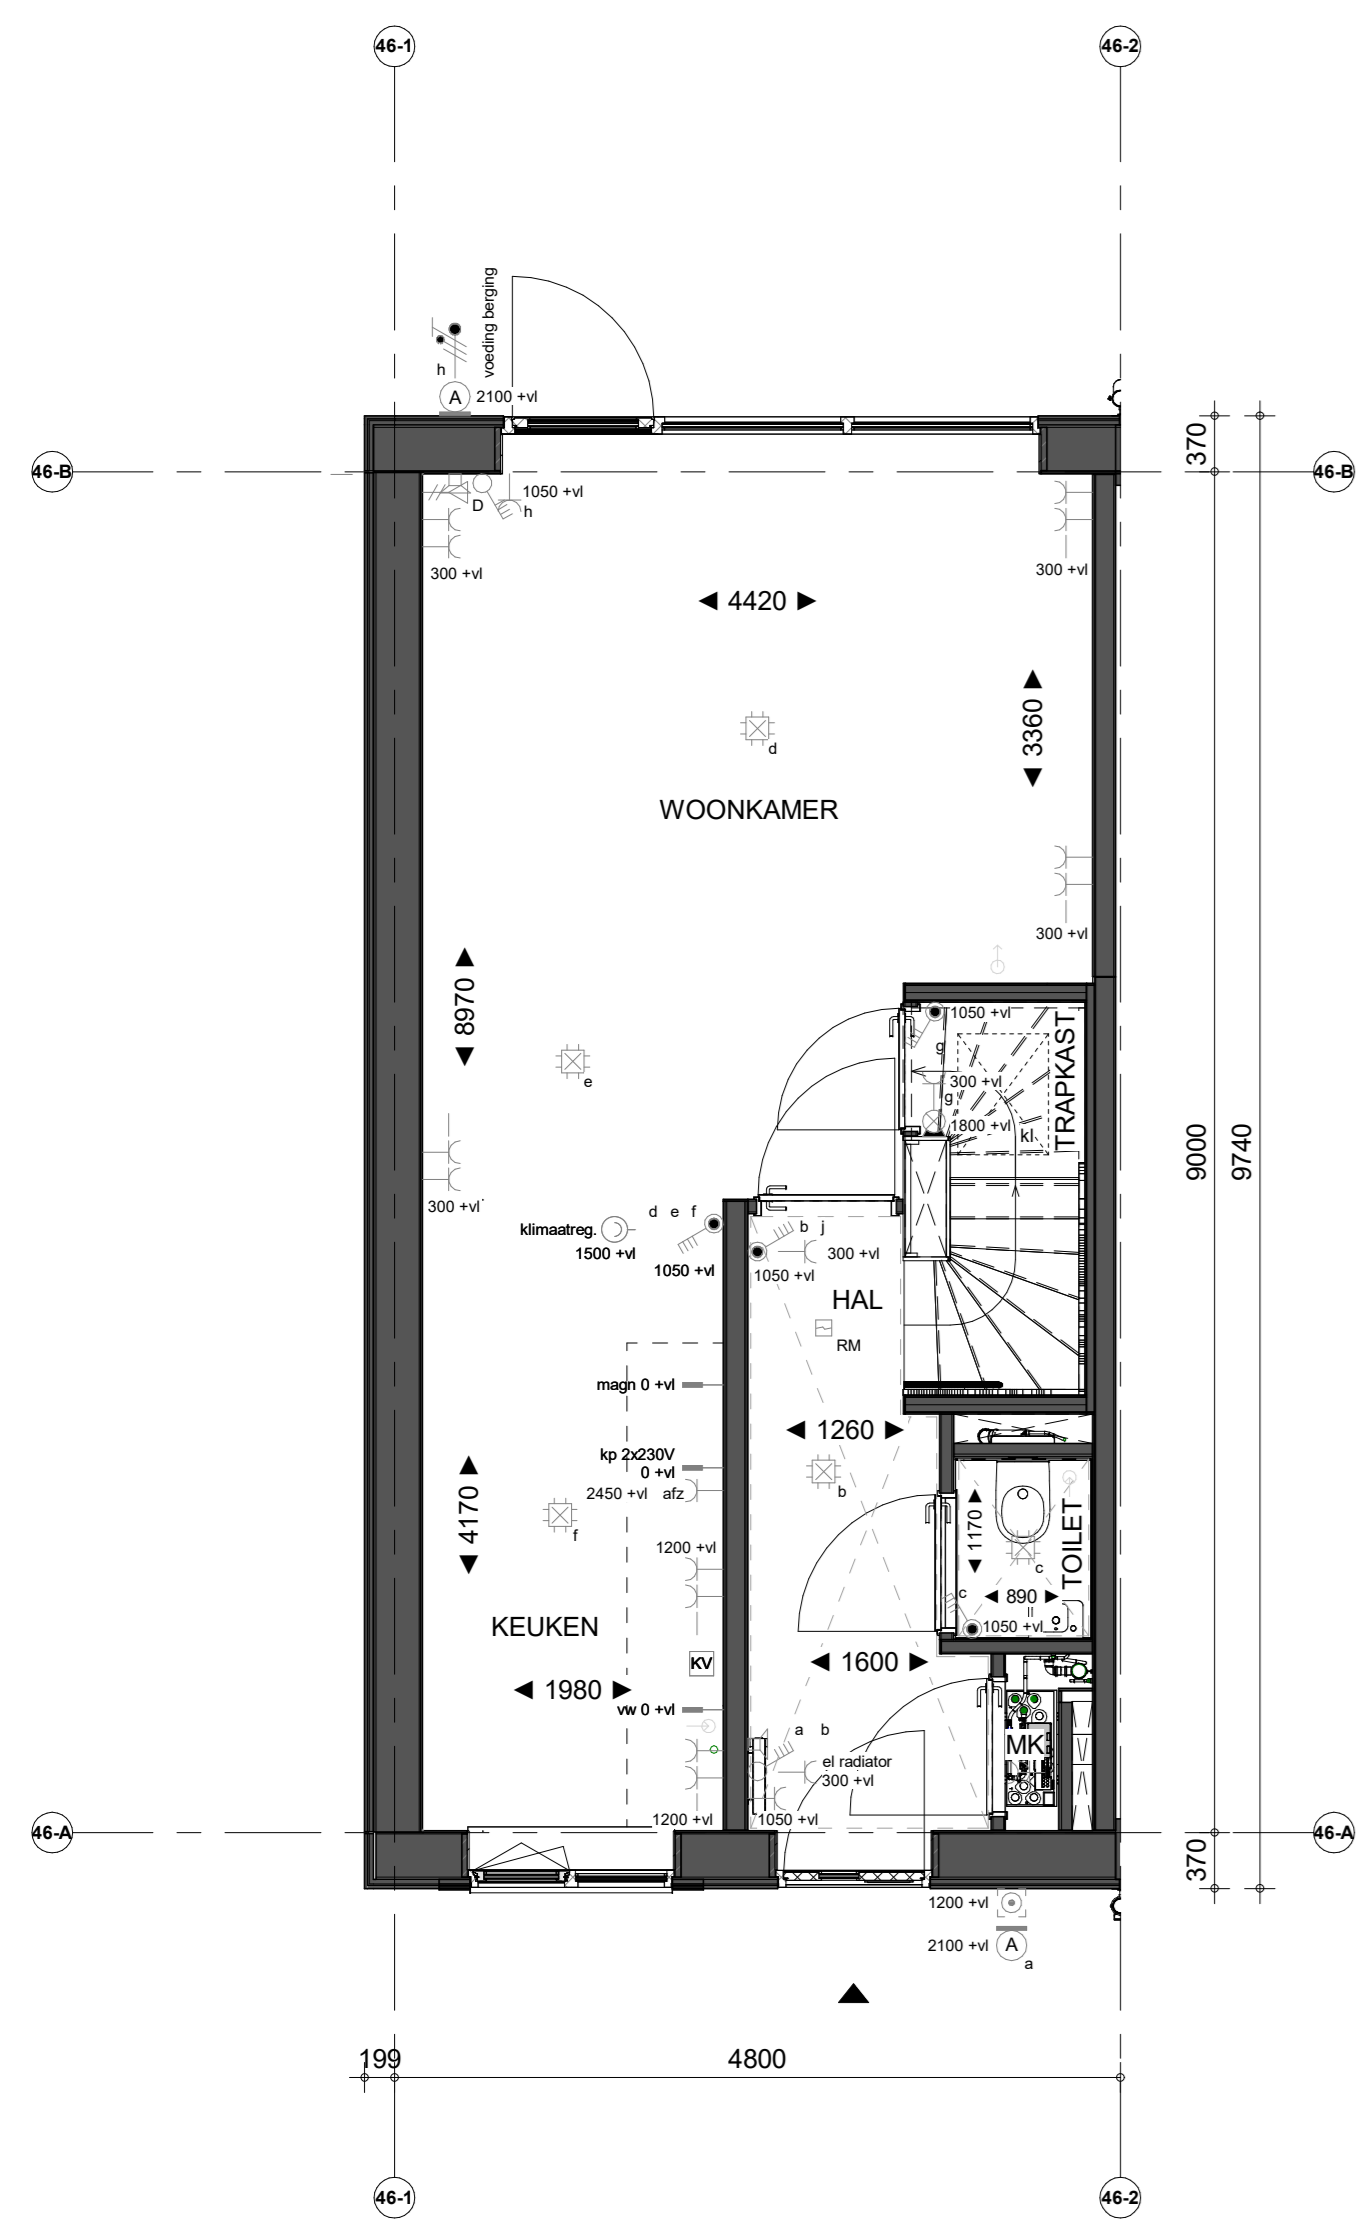 46-1
46-2
voeding berging
h
A
2100 +vl
370
46-B
46-B
1050 +vl
D
h
300 +vl
300 +vl
4420
3360
d
WOONKAMER
300 +vl
8970
1050 +vl
g
TRAPKAST
e
300 +vl
g
1800 +vl
kl
9000
9740
300 +vl
d e f
klimaatreg.
1500 +vl
1050 +vl
b j
300 +vl
1050 +vl
HAL
RM
magn 0 +vl
1260
kp 2x230V
0 +vl
2450 +vl afz
b
4170
f
1170
TOILET
c
1200 +vl
890
c
1050 +vl
KEUKEN
KV
1600
1980
vw 0 +vl
a b
MK
el radiator
300 +vl
1200 +vl
1050 +vl
46-A
46-A
370
1200 +vl
2100 +vl
A
a
199
4800
46-1
46-2